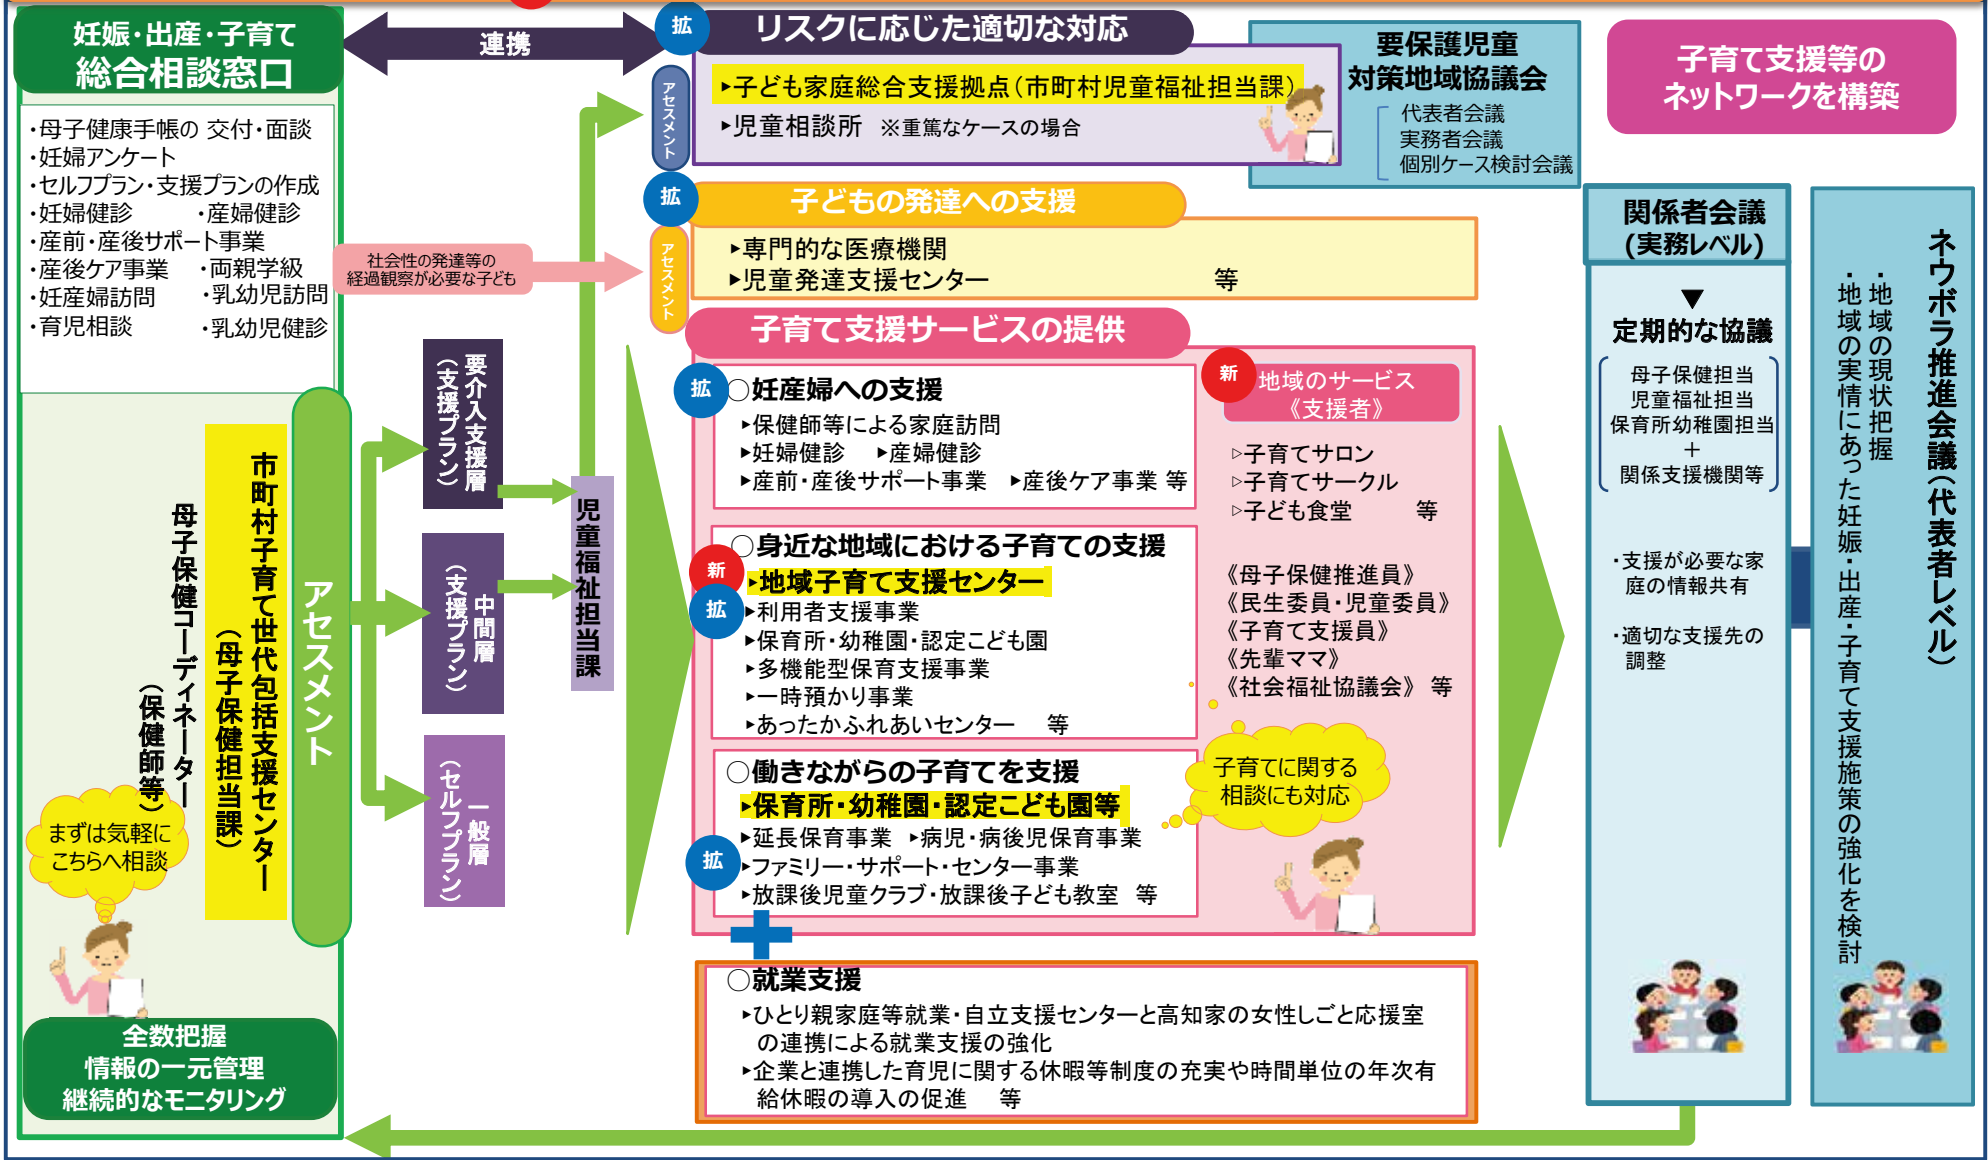 妊娠・出産・子育て
総合相談窓口
・母子健康手帳の 交付・面談
・妊婦アンケート
・セルフプラン・支援プランの作成
・妊婦健診 ・産婦健診
・産前・産後サポート事業
・産後ケア事業 ・両親学級
・妊産婦訪問 ・乳幼児訪問
・育児相談 ・乳幼児健診
アセスメント
市町村子育て世代包括支援センター
(母子保健担当課)
母子保健コーディネーター
(保健師等)
まずは気軽に
こちらへ相談
全数把握
情報の一元管理
継続的なモニタリング
連携
社会性の発達等の
経過観察が必要な子ども
要介入支援層
(支援プラン)
中間層
(支援プラン)
一般層
(セルフプラン)
児童福祉担当課
拡
リスクに応じた適切な対応
アセスメント
▸子ども家庭総合支援拠点(市町村児童福祉担当課)
▸児童相談所 ※重篤なケースの場合
要保護児童
対策地域協議会
代表者会議
実務者会議
個別ケース検討会議
拡
子どもの発達への支援
アセスメント
▸専門的な医療機関
▸児童発達支援センター 等
子育て支援サービスの提供
拡
○妊産婦への支援
▸保健師等による家庭訪問
▸妊婦健診 ▸産婦健診
▸産前・産後サポート事業 ▸産後ケア事業 等
○身近な地域における子育ての支援
新
▸地域子育て支援センター
拡
▸利用者支援事業
▸保育所・幼稚園・認定こども園
▸多機能型保育支援事業
▸一時預かり事業
▸あったかふれあいセンター 等
○働きながらの子育てを支援
▸保育所・幼稚園・認定こども園等
▸延長保育事業 ▸病児・病後児保育事業
拡
▸ファミリー・サポート・センター事業
▸放課後児童クラブ・放課後子ども教室 等
新
地域のサービス
《支援者》
▹子育てサロン
▹子育てサークル
▹子ども食堂 等
《母子保健推進員》
《民生委員・児童委員》
《子育て支援員》
《先輩ママ》
《社会福祉協議会》 等
子育てに関する
相談にも対応
○就業支援
▸ひとり親家庭等就業・自立支援センターと高知家の女性しごと応援室
の連携による就業支援の強化
▸企業と連携した育児に関する休暇等制度の充実や時間単位の年次有
給休暇の導入の促進 等
子育て支援等の
ネットワークを構築
関係者会議
(実務レベル)
▼
定期的な協議
母子保健担当
児童福祉担当
保育所幼稚園担当
+
関係支援機関等
・支援が必要な家
庭の情報共有
・適切な支援先の
調整
ネウボラ推進会議(代表者レベル)
・地域の現状把握
・地域の実情にあった妊娠・出産・子育て支援施策の強化を検討